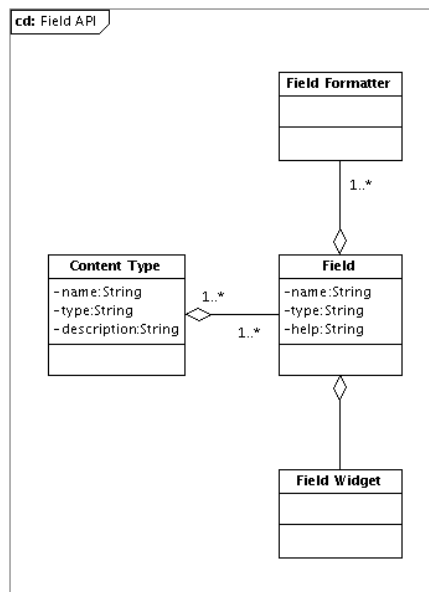 cd: Field API
Field Formatter
1..*
Content Type
-name:String
-type:String
-description:String
1..*
1..*
Field
-name:String
-type:String
-help:String
Field Widget